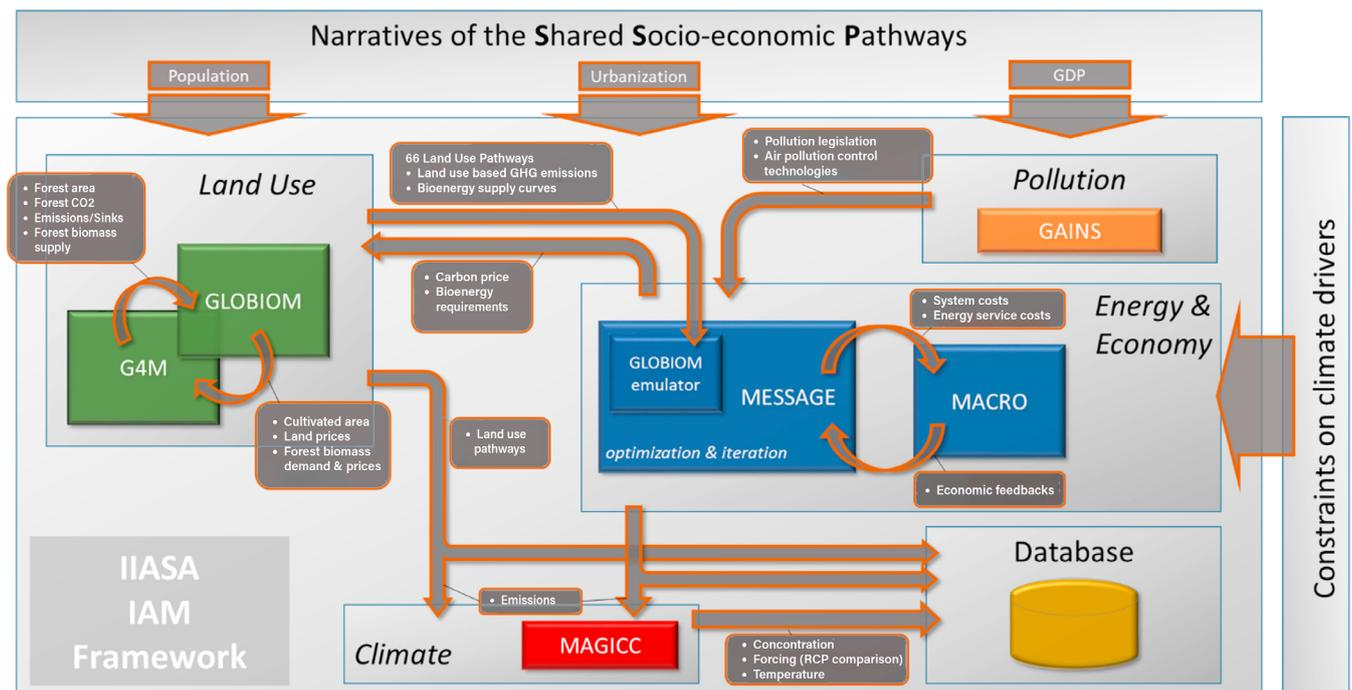 Narratives of the Shared Socio-economic Pathways
Population
Urbanization
GDP
66 Land Use Pathways
• Land use based GHG emissions
• Bioenergy supply curves
• Pollution legislation
• Air pollution control
technologies
Land Use
• Forest area
• Forest CO2
• Emissions/Sinks
• Forest biomass
supply
Pollution
GAINS
GLOBIOM
G4M
• Carbon price
• Bioenergy
requirements
• System costs
• Energy service costs
Energy &
Economy
GLOBIOM
emulator
MESSAGE
optimization & iteration
MACRO
• Economic feedbacks
• Cultivated area
• Land prices
• Forest biomass
demand & prices
• Land use
pathways
Constraints on climate drivers
IIASA
IAM
Framework
• Emissions
Climate
MAGICC
Database
• Concontration
• Forcing (RCP comparison)
• Temperature